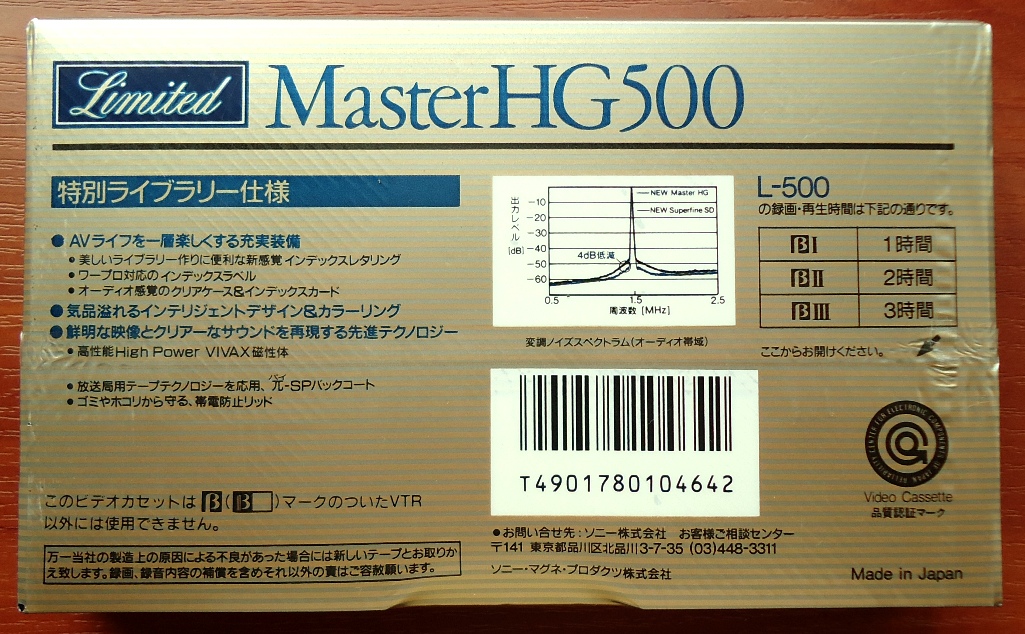 Limited MasterHG500
特別ライブラリー仕様
● AVライフを一層楽しくする充実装備
• 美しいライブラリー作りに便利な新感覚インデックスレタリング
• ワープロ対応のインデックスラベル
• オーディオ感覚のクリアケース&インデックスカード
● 気品溢れるインテリジェントデザイン&カラーリング
● 鮮明な映像とクリアーなサウンドを再現する先進テクノロジー
• 高性能High Power VIVAX磁性体
• 放送局用テープテクノロジーを応用、π-SPバックコート
• ゴミやホコリから守る、帯電防止リッド
このビデオカセットは β(β)マークのついたVTR
以外には使用できません。
万一当社の製造上の原因による不良があった場合には新しいテープとお取りか
え致します。録画、録音内容の補償を含めそれ以外の責はご容赦願います。
出力レベル
[dB]
-10
-20
-30
-40
-50
-60
NEW Master HG
NEW Superfine SD
4dB低減
0.5 1.5 2.5
周波数 [MHz]
変調ノイズスペクトラム(オーディオ帯域)
T4901780104642
●お問い合せ先:ソニー株式会社 お客様ご相談センター
〒141 東京都品川区北品川3-7-35 (03)448-3311
ソニー・マグネ・プロダクツ株式会社
L-500
の録画・再生時間は下記の通りです。
βI 1時間
βII 2時間
βIII 3時間
ここからお開けください。
Video Cassette
品質認証マーク
Made in Japan